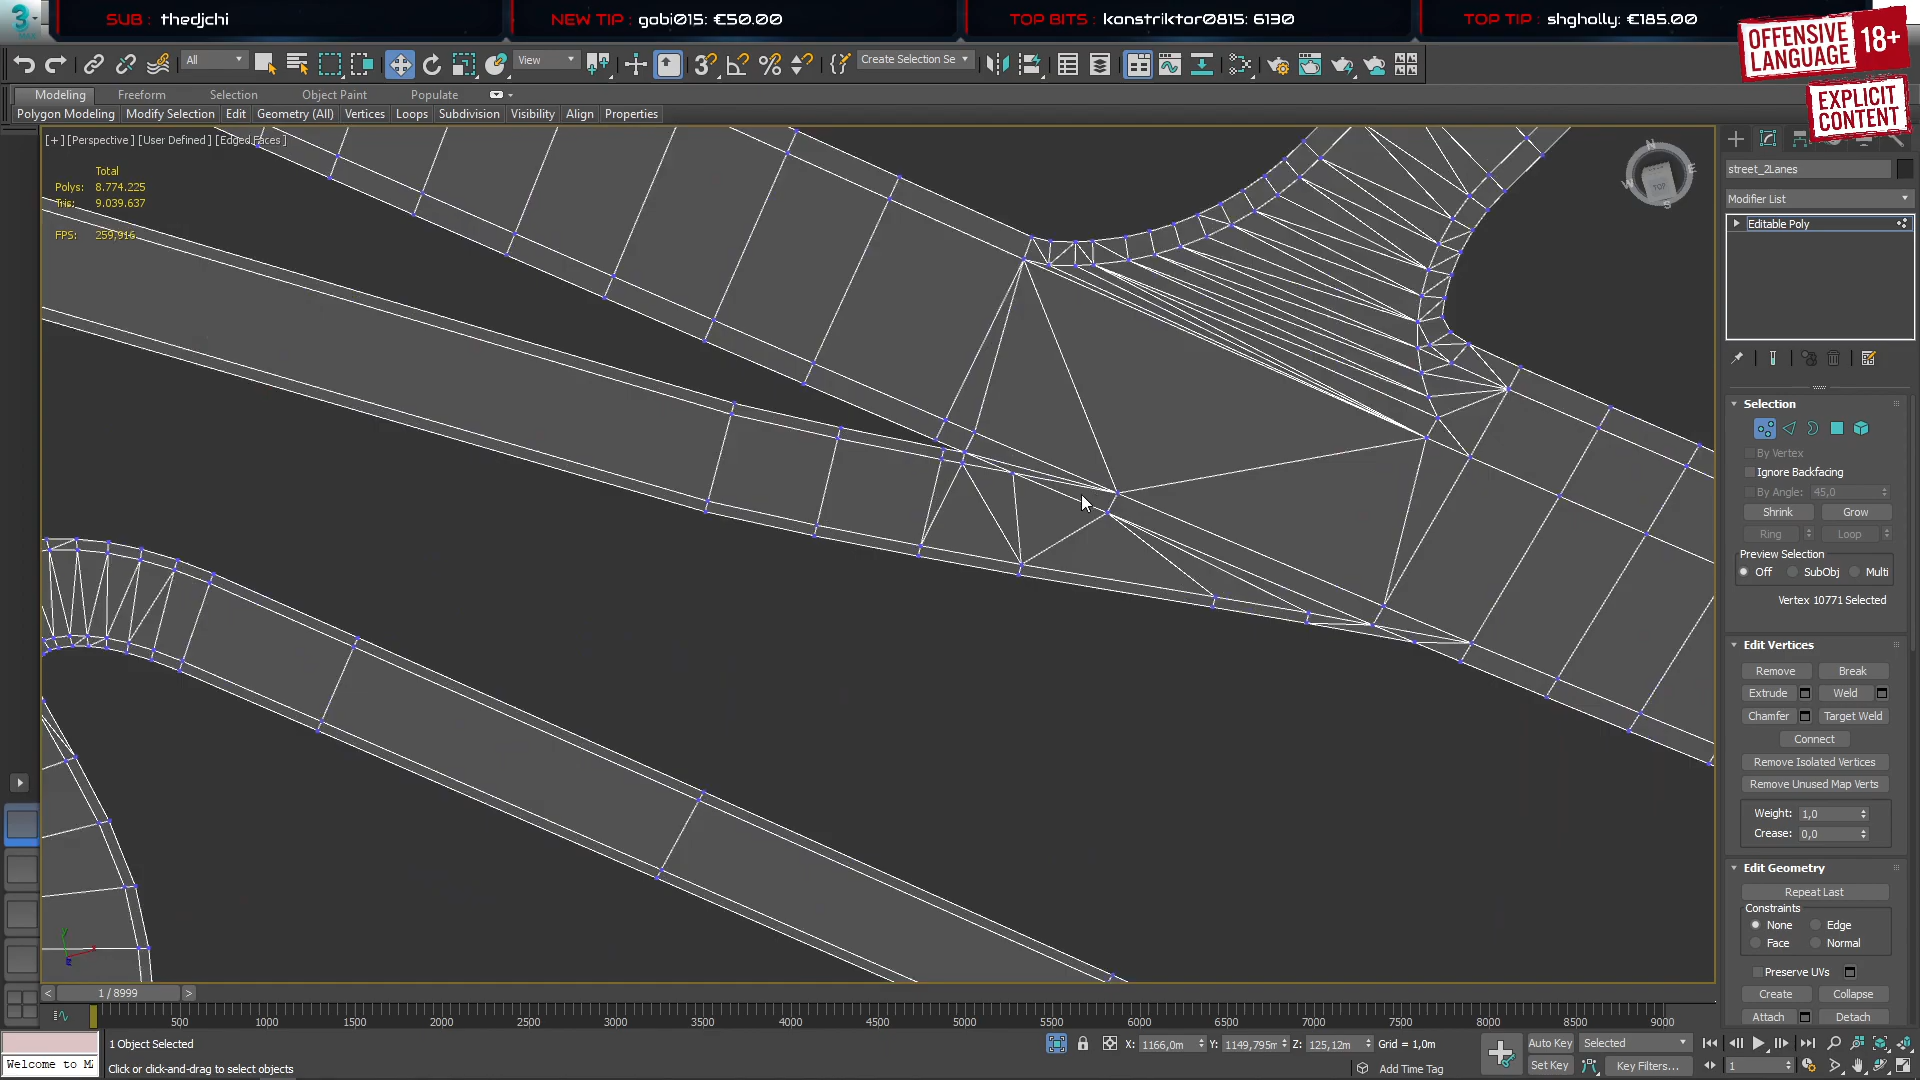 SUB : thedjchi
NEW TIP : gabi015: €50.00
TOP BITS : konstriktor0815: 6130
TOP TIP : shgholly: €185.00
OFFENSIVE LANGUAGE 18+
EXPLICIT CONTENT
All
View
Create Selection Se
Modeling Freeform Selection Object Paint Populate
Polygon Modeling Modify Selection Edit Geometry (All) Vertices Loops Subdivision Visibility Align Properties
[+] [Perspective ] [User Defined ] [Edged Faces ]
Total
Polys: 8.774.225
Tris: 9.039.637
FPS: 259,916
N
W
E
S
TOP
street_2Lanes
Modifier List
Editable Poly
Selection
By Vertex
Ignore Backfacing
By Angle: 45,0
Shrink Grow
Ring Loop
Preview Selection
Off SubObj Multi
Vertex 10771 Selected
Edit Vertices
Remove Break
Extrude Weld
Chamfer Target Weld
Connect
Remove Isolated Vertices
Remove Unused Map Verts
Weight: 1,0
Crease: 0,0
Edit Geometry
Repeat Last
Constraints
None Edge
Face Normal
Preserve UVs
Create Collapse
Attach Detach
< 1 / 8999 >
500 1000 1500 2000 2500 3000 3500 4000 4500 5000 5500 6000 6500 7000 7500 8000 8500 9000
1 Object Selected
X: 1166,0m Y: 1149,795m Z: 125,12m Grid = 1,0m
Auto Key Selected
Welcome to M
Click or click-and-drag to select objects
Add Time Tag
Set Key Key Filters...
1